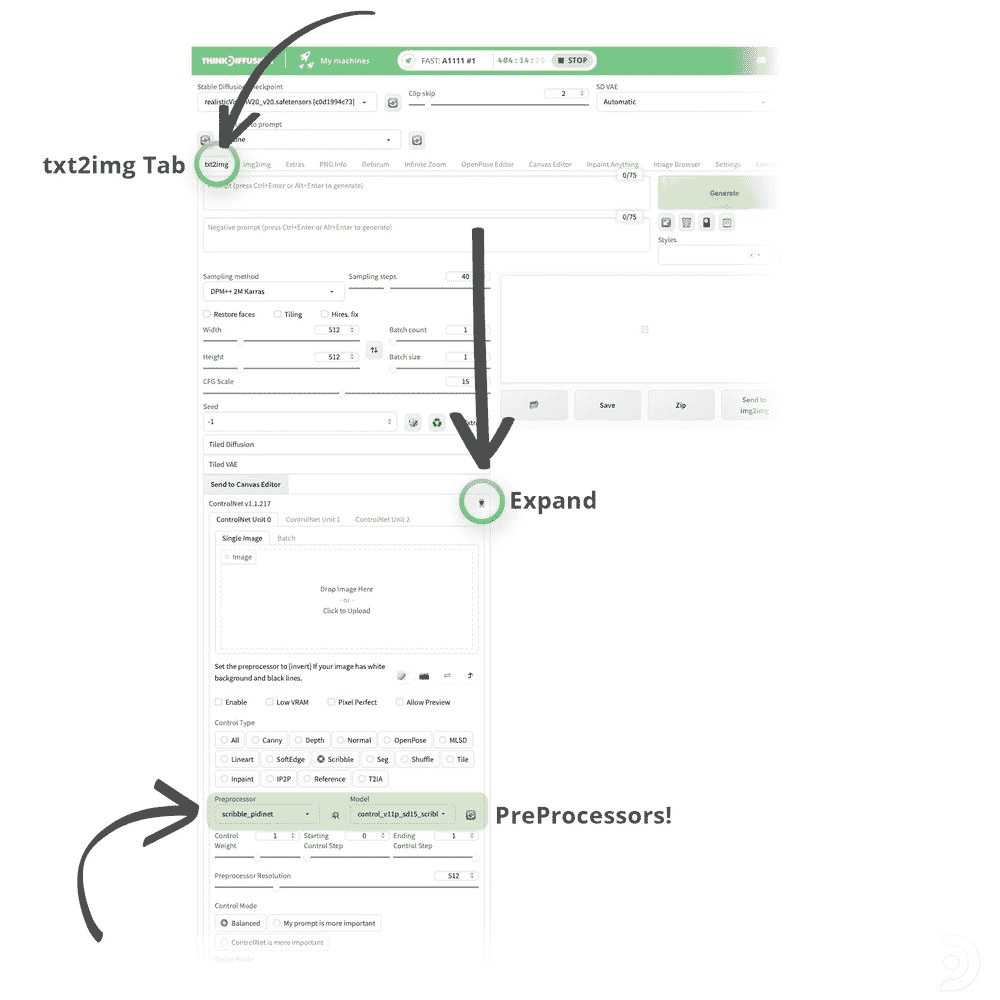 THINKDIFFUSION My machines FAST: A1111 #1 404:14:25 STOP
Stable Diffusion checkpoint Clip skip 2 SD VAE
[c0d1994c73] Automatic
to prompt
txt2img Tab
txt2img img2img Extras PNG Info Deforum Infinite Zoom OpenPose Editor Canvas Editor Inpaint Anything Image Browser Settings
0/75
Prompt (press Ctrl+Enter or Alt+Enter to generate)
Generate
0/75
Negative prompt (press Ctrl+Enter or Alt+Enter to generate)
Styles
Sampling method Sampling steps 40
DPM++ 2M Karras
Restore faces Tiling Hires. fix
Width 512 Batch count 1
Height 512 Batch size 1
CFG Scale 15
Save Zip Send to
img2img
Seed
-1
Tiled Diffusion
Tiled VAE
Send to Canvas Editor
ControlNet v1.1.217
Expand
ControlNet Unit 0 ControlNet Unit 1 ControlNet Unit 2
Single Image Batch
Image
Drop Image Here
- or -
Click to Upload
Set the preprocessor to [invert] If your image has white
background and black lines.
Enable Low VRAM Pixel Perfect Allow Preview
Control Type
All Canny Depth Normal OpenPose MLSD
Lineart SoftEdge Scribble Seg Shuffle Tile
Inpaint IP2P Reference T2IA
Preprocessor Model
scribble_pidinet control_v11p_sd15_scribl
PreProcessors!
Control 1 Starting 0 Ending 1
Weight Control Step Control Step
Preprocessor Resolution 512
Control Mode
Balanced My prompt is more important
ControlNet is more important
Resize Mode